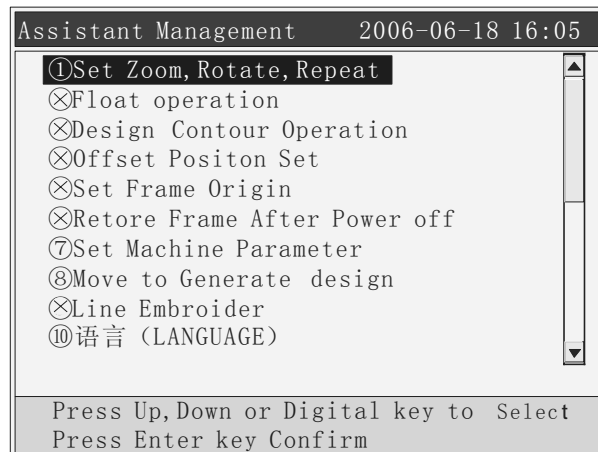 Assistant Management 2006-06-18 16:05
①Set Zoom,Rotate,Repeat
⊗Float operation
⊗Design Contour Operation
⊗Offset Positon Set
⊗Set Frame Origin
⊗Retore Frame After Power off
⑦Set Machine Parameter
⑧Move to Generate design
⊗Line Embroider
⑩语言（LANGUAGE）
Press Up,Down or Digital key to Select
Press Enter key Confirm